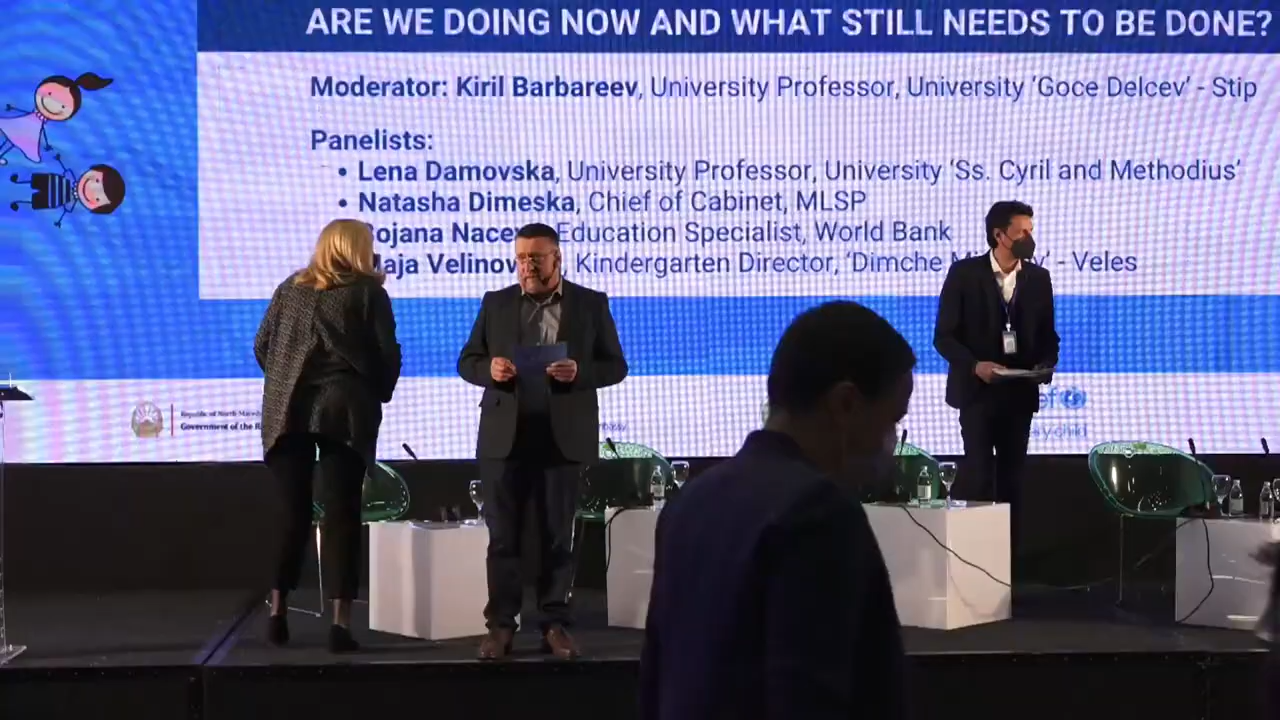 ARE WE DOING NOW AND WHAT STILL NEEDS TO BE DONE?
Moderator: Kiril Barbareev, University Professor, University ‘Goce Delcev’ - Stip
Panelists:
• Lena Damovska, University Professor, University ‘Ss. Cyril and Methodius’
• Natasha Dimeska, Chief of Cabinet, MLSP
Education Specialist, World Bank
Kindergarten Director, ‘Dimche - Veles
Republic of North
Government of the
child